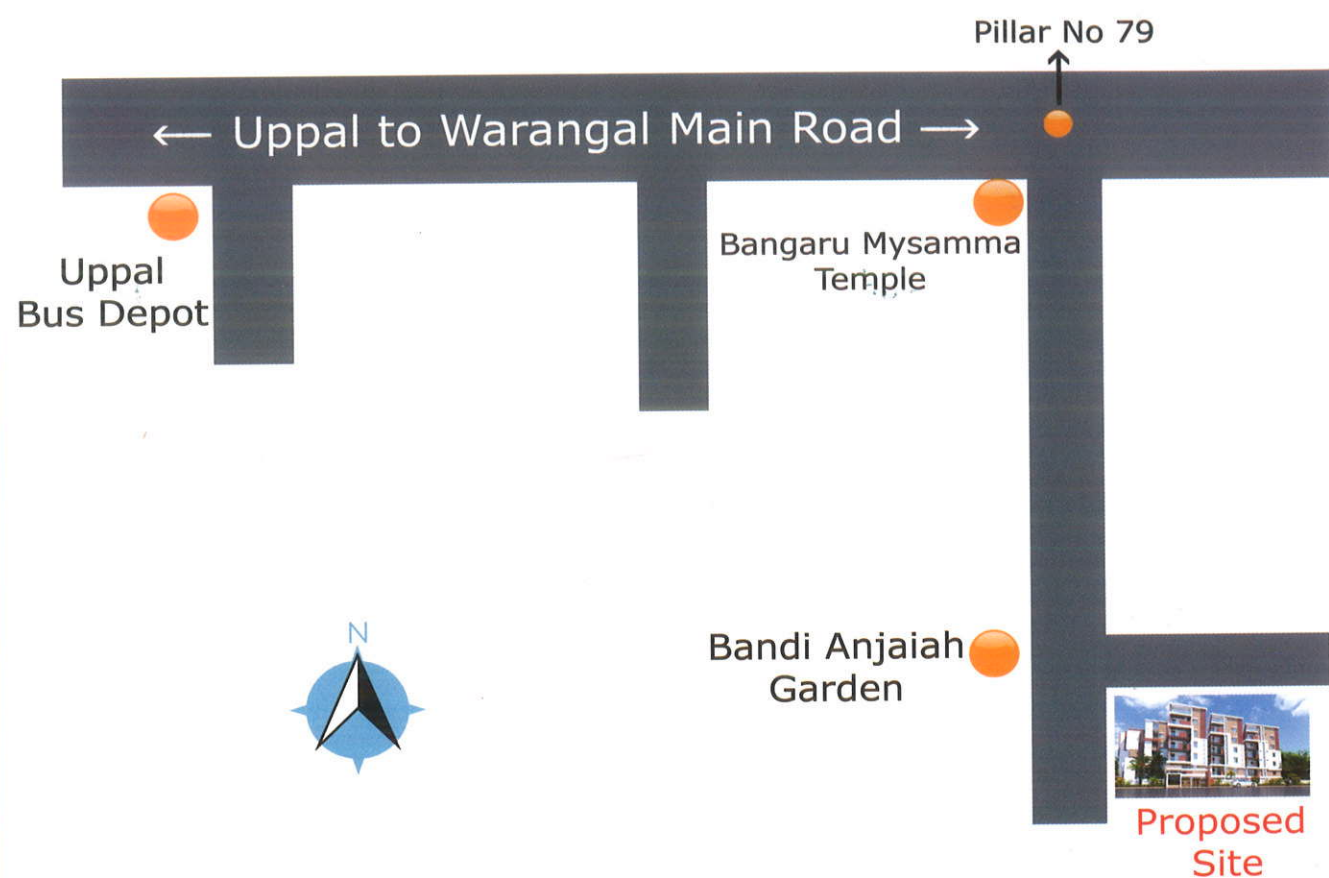 Pillar No 79
← Uppal to Warangal Main Road →
Uppal
Bus Depot
Bangaru Mysamma
Temple
N
Bandi Anjaiah
Garden
Proposed
Site